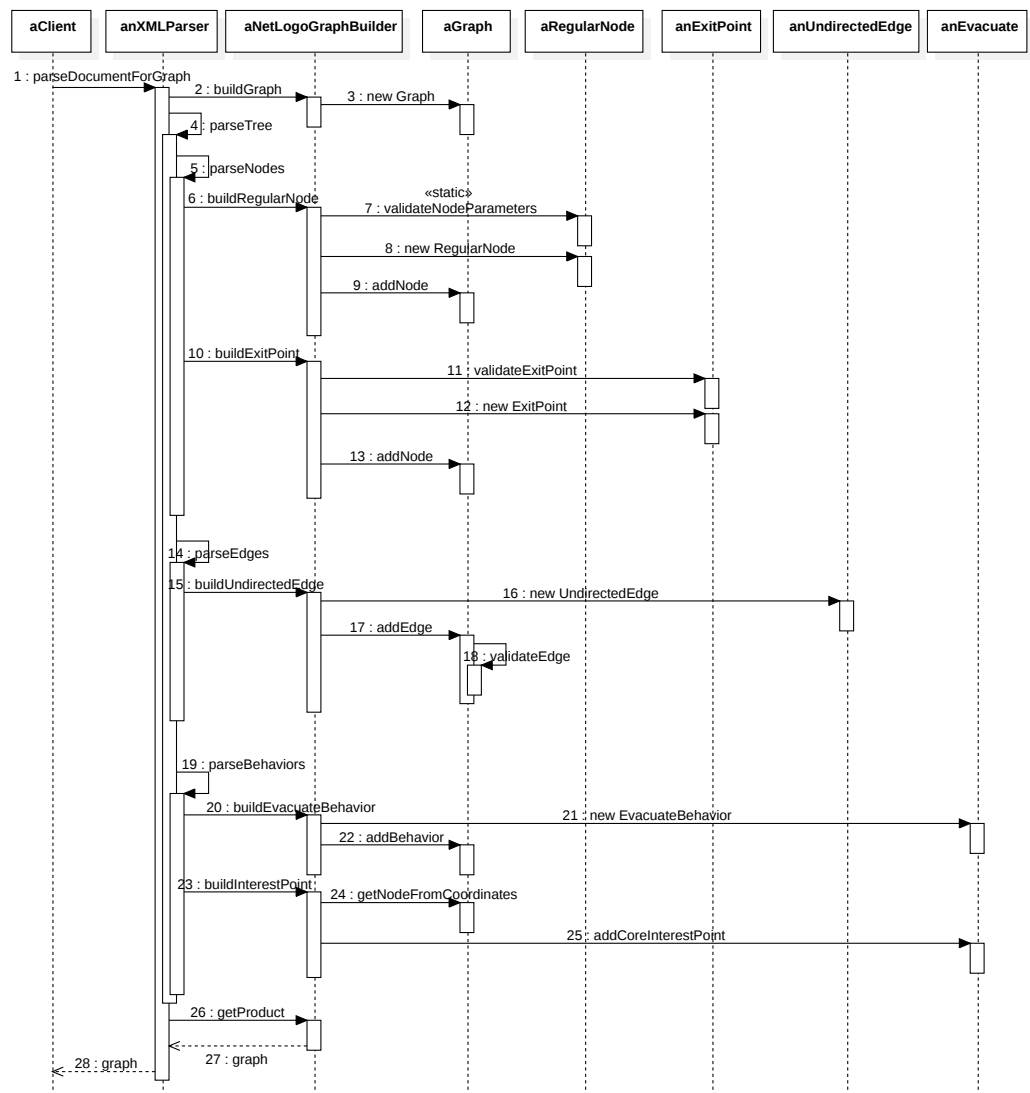 aClient
anXMLParser
aNetLogoGraphBuilder
aGraph
aRegularNode
anExitPoint
anUndirectedEdge
anEvacuate
1 : parseDocumentForGraph
2 : buildGraph
3 : new Graph
4 : parseTree
5 : parseNodes
6 : buildRegularNode
«static»
7 : validateNodeParameters
8 : new RegularNode
9 : addNode
10 : buildExitPoint
11 : validateExitPoint
12 : new ExitPoint
13 : addNode
14 : parseEdges
15 : buildUndirectedEdge
16 : new UndirectedEdge
17 : addEdge
18 : validateEdge
19 : parseBehaviors
20 : buildEvacuateBehavior
21 : new EvacuateBehavior
22 : addBehavior
23 : buildInterestPoint
24 : getNodeFromCoordinates
25 : addCoreInterestPoint
26 : getProduct
27 : graph
28 : graph